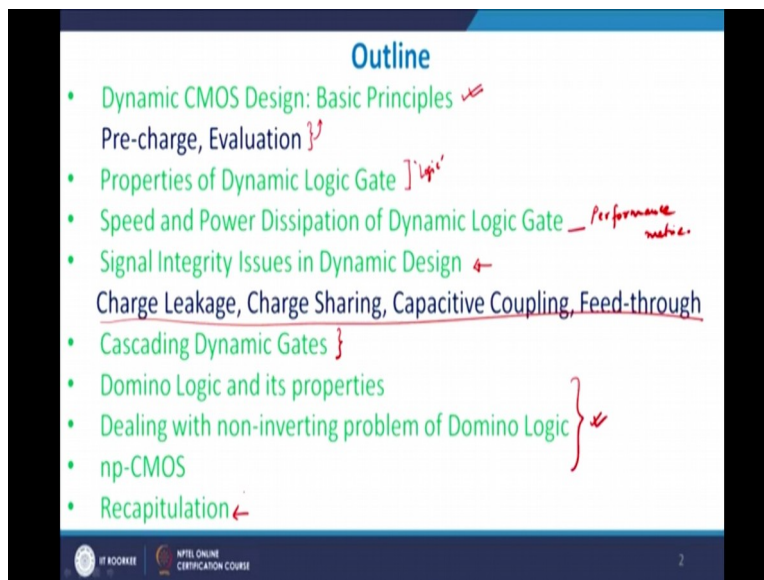 Outline
• Dynamic CMOS Design: Basic Principles
Pre-charge, Evaluation
• Properties of Dynamic Logic Gate 'Logic'
• Speed and Power Dissipation of Dynamic Logic Gate Performance
metric.
• Signal Integrity Issues in Dynamic Design
Charge Leakage, Charge Sharing, Capacitive Coupling, Feed-through
• Cascading Dynamic Gates
• Domino Logic and its properties
• Dealing with non-inverting problem of Domino Logic
• np-CMOS
• Recapitulation
IIT ROORKEE
NPTEL ONLINE
CERTIFICATION COURSE
2